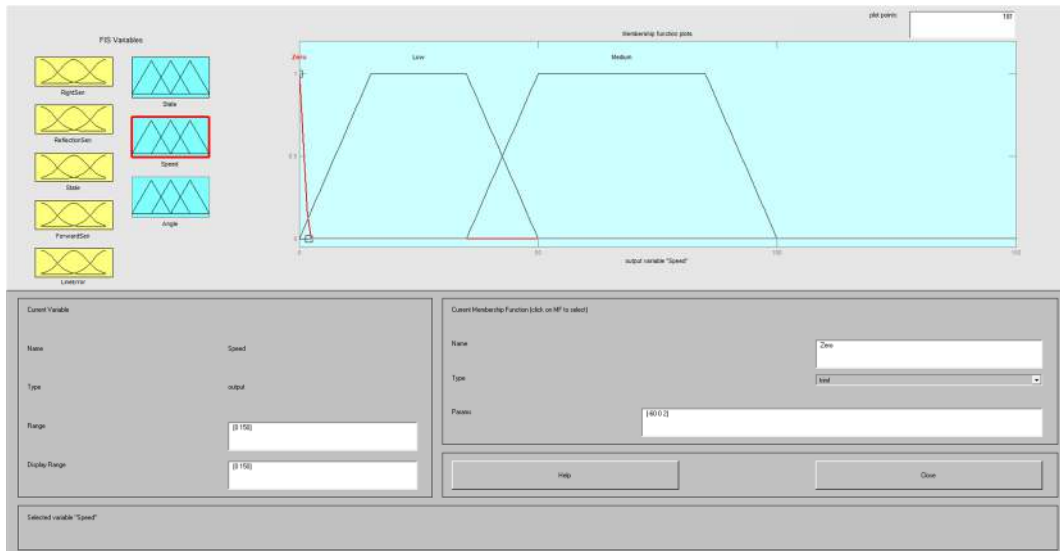 plot points:
181
FIS Variables
Membership function plots
Zero
Low
Medium
RightSen
ReflectionSen
State
ForwardSen
LineError
State
Speed
Angle
1
0.5
0
0
50
100
150
output variable "Speed"
Current Variable
Name
Speed
Type
output
Range
[0 150]
Display Range
[0 150]
Current Membership Function (click on MF to select)
Name
Zero
Type
trimf
Params
[-60 0 2]
Help
Close
Selected variable "Speed"